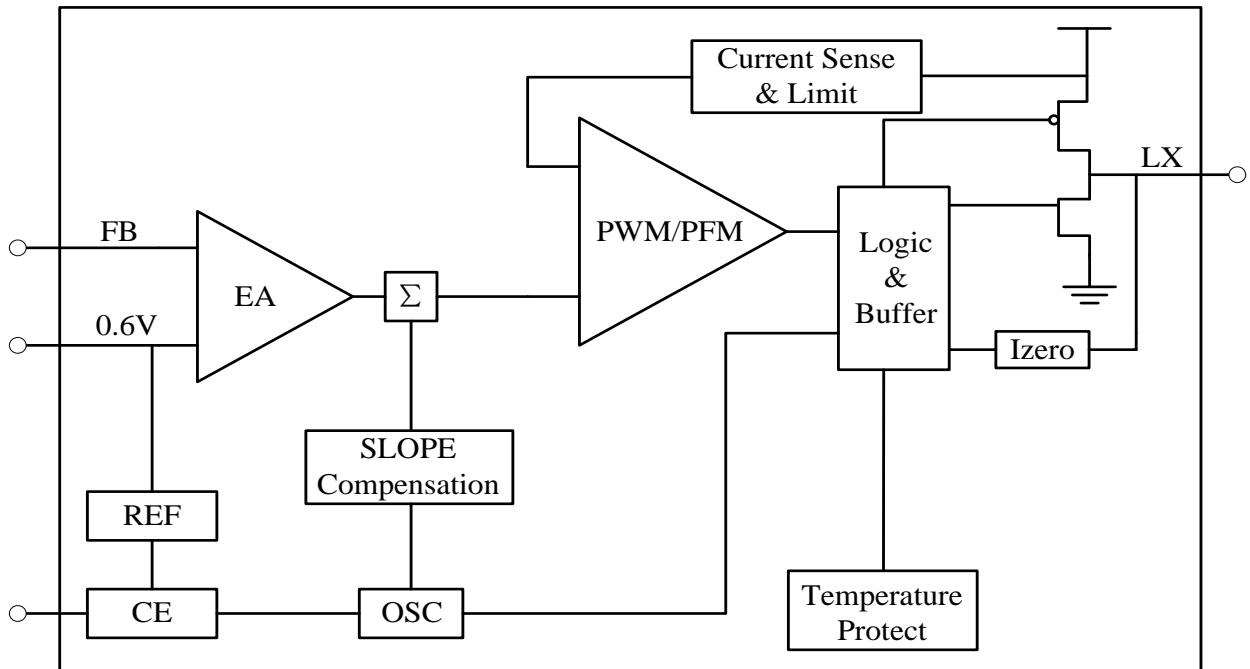 Current Sense
& Limit
LX
FB
PWM/PFM
Logic
&
Buffer
EA
Σ
0.6V
Izero
SLOPE
Compensation
REF
CE
OSC
Temperature
Protect